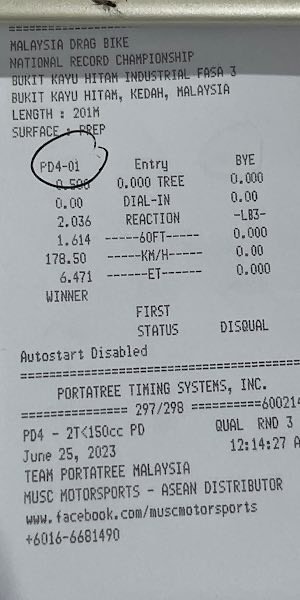 ==================================
MALAYSIA DRAG BIKE
NATIONAL RECORD CHAMPIONSHIP
BUKIT KAYU HITAM INDUSTRIAL FASA 3
BUKIT KAYU HITAM, KEDAH, MALAYSIA
LENGTH : 201M
SURFACE : PREP
PD4-01 Entry BYE
0.500 0.000 TREE 0.000
0.00 DIAL-IN 0.00
2.036 REACTION -LB3-
1.614 -----60FT----- 0.000
178.50 -----KM/H----- 0.00
6.471 ------ET------ 0.000
WINNER
FIRST
STATUS DISQUAL
Autostart Disabled
==================================
PORTATREE TIMING SYSTEMS, INC.
=============== 297/298 ==========600214
PD4 - 2T<150cc PD QUAL RND 3
June 25, 2023 12:14:27 A
TEAM PORTATREE MALAYSIA
MUSC MOTORSPORTS - ASEAN DISTRIBUTOR
www.facebook.com/muscmotorsports
+6016-6681490